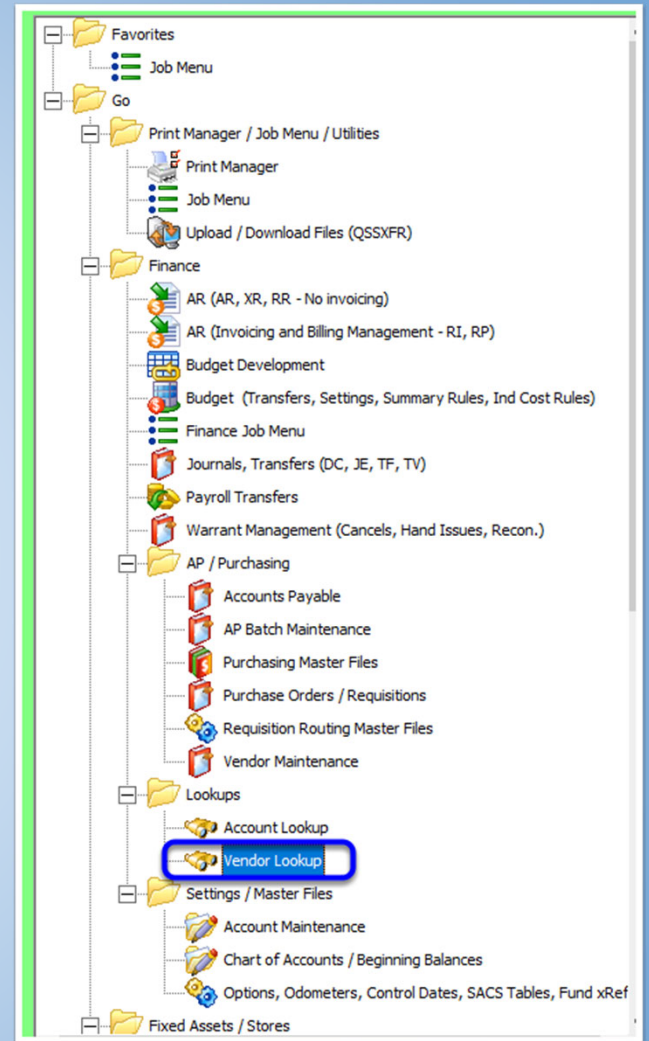 Favorites
Job Menu
Go
Print Manager / Job Menu / Utilities
Print Manager
Job Menu
Upload / Download Files (QSSXFR)
Finance
AR (AR, XR, RR - No invoicing)
AR (Invoicing and Billing Management - RI, RP)
Budget Development
Budget (Transfers, Settings, Summary Rules, Ind Cost Rules)
Finance Job Menu
Journals, Transfers (DC, JE, TF, TV)
Payroll Transfers
Warrant Management (Cancels, Hand Issues, Recon.)
AP / Purchasing
Accounts Payable
AP Batch Maintenance
Purchasing Master Files
Purchase Orders / Requisitions
Requisition Routing Master Files
Vendor Maintenance
Lookups
Account Lookup
Vendor Lookup
Settings / Master Files
Account Maintenance
Chart of Accounts / Beginning Balances
Options, Odometers, Control Dates, SACS Tables, Fund xRef
Fixed Assets / Stores